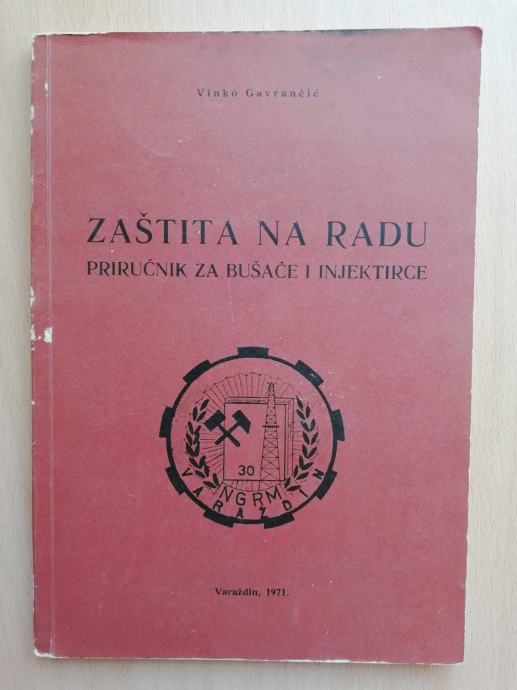 Vinko Gavrančić
ZAŠTITA NA RADU
PRIRUČNIK ZA BUŠAČE I INJEKTIRCE
30
NGRM
VARAŽDIN
Varaždin, 1971.